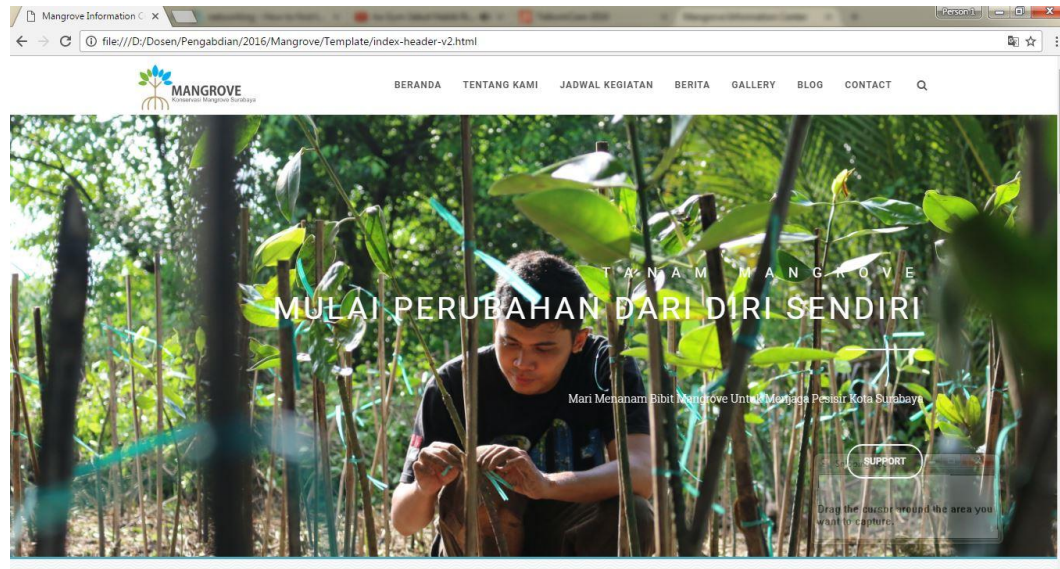 Mangrove Information C
Person 1
file:///D:/Dosen/Pengabdian/2016/Mangrove/Template/index-header-v2.html
MANGROVE
Konservasi Mangrove Surabaya
BERANDA TENTANG KAMI JADWAL KEGIATAN BERITA GALLERY BLOG CONTACT
TANAM MANGROVE
MULAI PERUBAHAN DARI DIRI SENDIRI
Mari Menanam Bibit Mangrove Untuk Menjaga Pesisir Kota Surabaya
SUPPORT
Drag the cursor around the area you
want to capture.